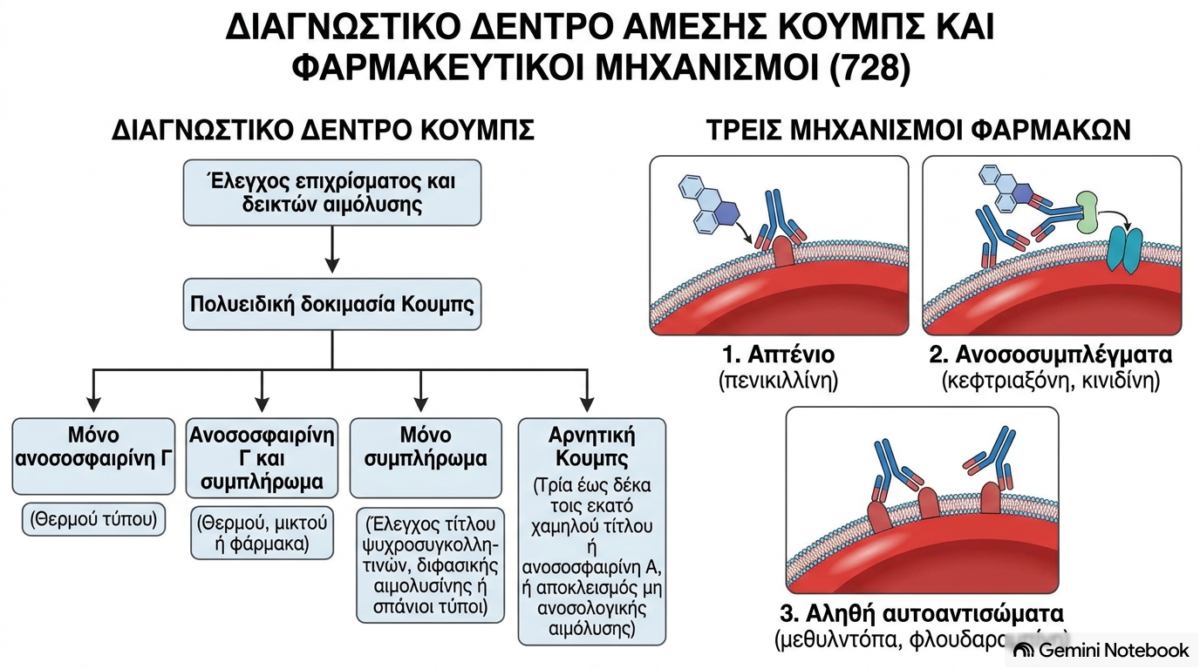 ΔΙΑΓΝΩΣΤΙΚΟ ΔΕΝΤΡΟ ΑΜΕΣΗΣ ΚΟΥΜΠΣ ΚΑΙ
ΦΑΡΜΑΚΕΥΤΙΚΟΙ ΜΗΧΑΝΙΣΜΟΙ (728)
ΔΙΑΓΝΩΣΤΙΚΟ ΔΕΝΤΡΟ ΚΟΥΜΠΣ
Έλεγχος επιχρίσματος και
δεικτών αιμόλυσης
Πολυειδική δοκιμασία Κουμπς
Μόνο
ανοσοσφαιρίνη Γ
(Θερμού τύπου)
Ανοσοσφαιρίνη
Γ και
συμπλήρωμα
(Θερμού, μικτού
ή φάρμακα)
Μόνο
συμπλήρωμα
(Έλεγχος τίτλου
ψυχροσυγκολλη-
τινών, διφασικής
αιμολυσίνης ή
σπάνιοι τύποι)
Αρνητική
Κουμπς
(Τρία έως δέκα
τοις εκατό
χαμηλού τίτλου
ή
ανοσοσφαιρίνη Α,
ή αποκλεισμός μη
ανοσολογικής
αιμόλυσης)
ΤΡΕΙΣ ΜΗΧΑΝΙΣΜΟΙ ΦΑΡΜΑΚΩΝ
1. Απτένιο
(πενικιλλίνη)
2. Ανοσοσυμπλέγματα
(κεφτριαξόνη, κινιδίνη)
3. Αληθή αυτοαντισώματα
(μεθυλντόπα,
Gemini Notebook